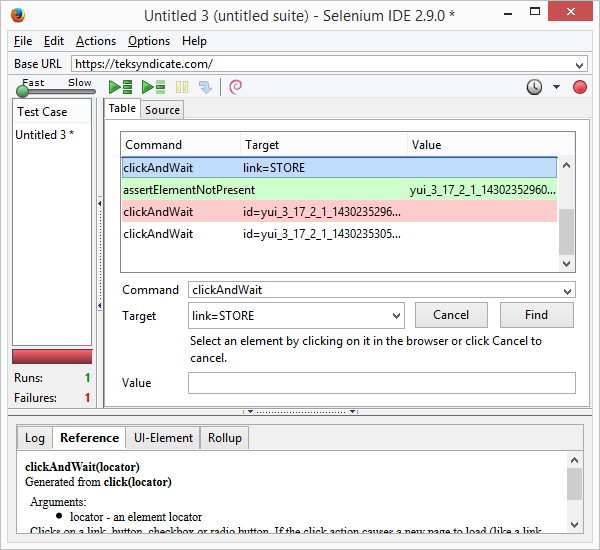 Untitled 3 (untitled suite) - Selenium IDE 2.9.0 *
File Edit Actions Options Help
Base URL https://teksyndicate.com/
Fast Slow
Test Case
Untitled 3 *
Table Source
Command Target Value
clickAndWait link=STORE
assertElementNotPresent yui_3_17_2_1_14302352960...
clickAndWait id=yui_3_17_2_1_1430235296...
clickAndWait id=yui_3_17_2_1_1430235305...
Command clickAndWait
Target link=STORE Cancel Find
Select an element by clicking on it in the browser or click Cancel to
cancel.
Value
Runs: 1
Failures: 1
Log Reference UI-Element Rollup
clickAndWait(locator)
Generated from click(locator)
Arguments:
• locator - an element locator
Clicks on a link, button, checkbox or radio button. If the click action causes a new page to load (like a link